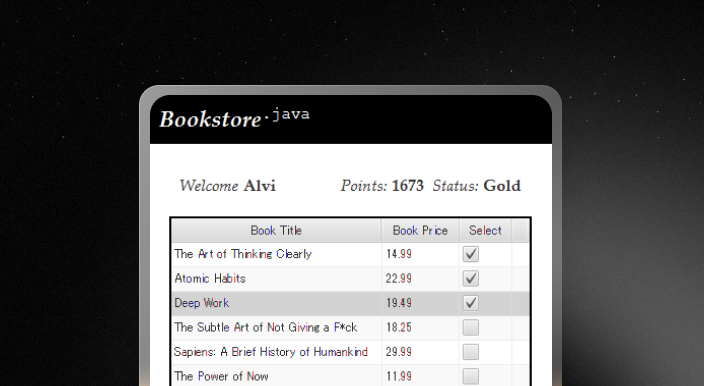 Bookstore.java
Welcome Alvi Points: 1673 Status: Gold
Book Title Book Price Select
The Art of Thinking Clearly 14.99
Atomic Habits 22.99
Deep Work 19.49
The Subtle Art of Not Giving a F*ck 18.25
Sapiens: A Brief History of Humankind 29.99
The Power of Now 11.99